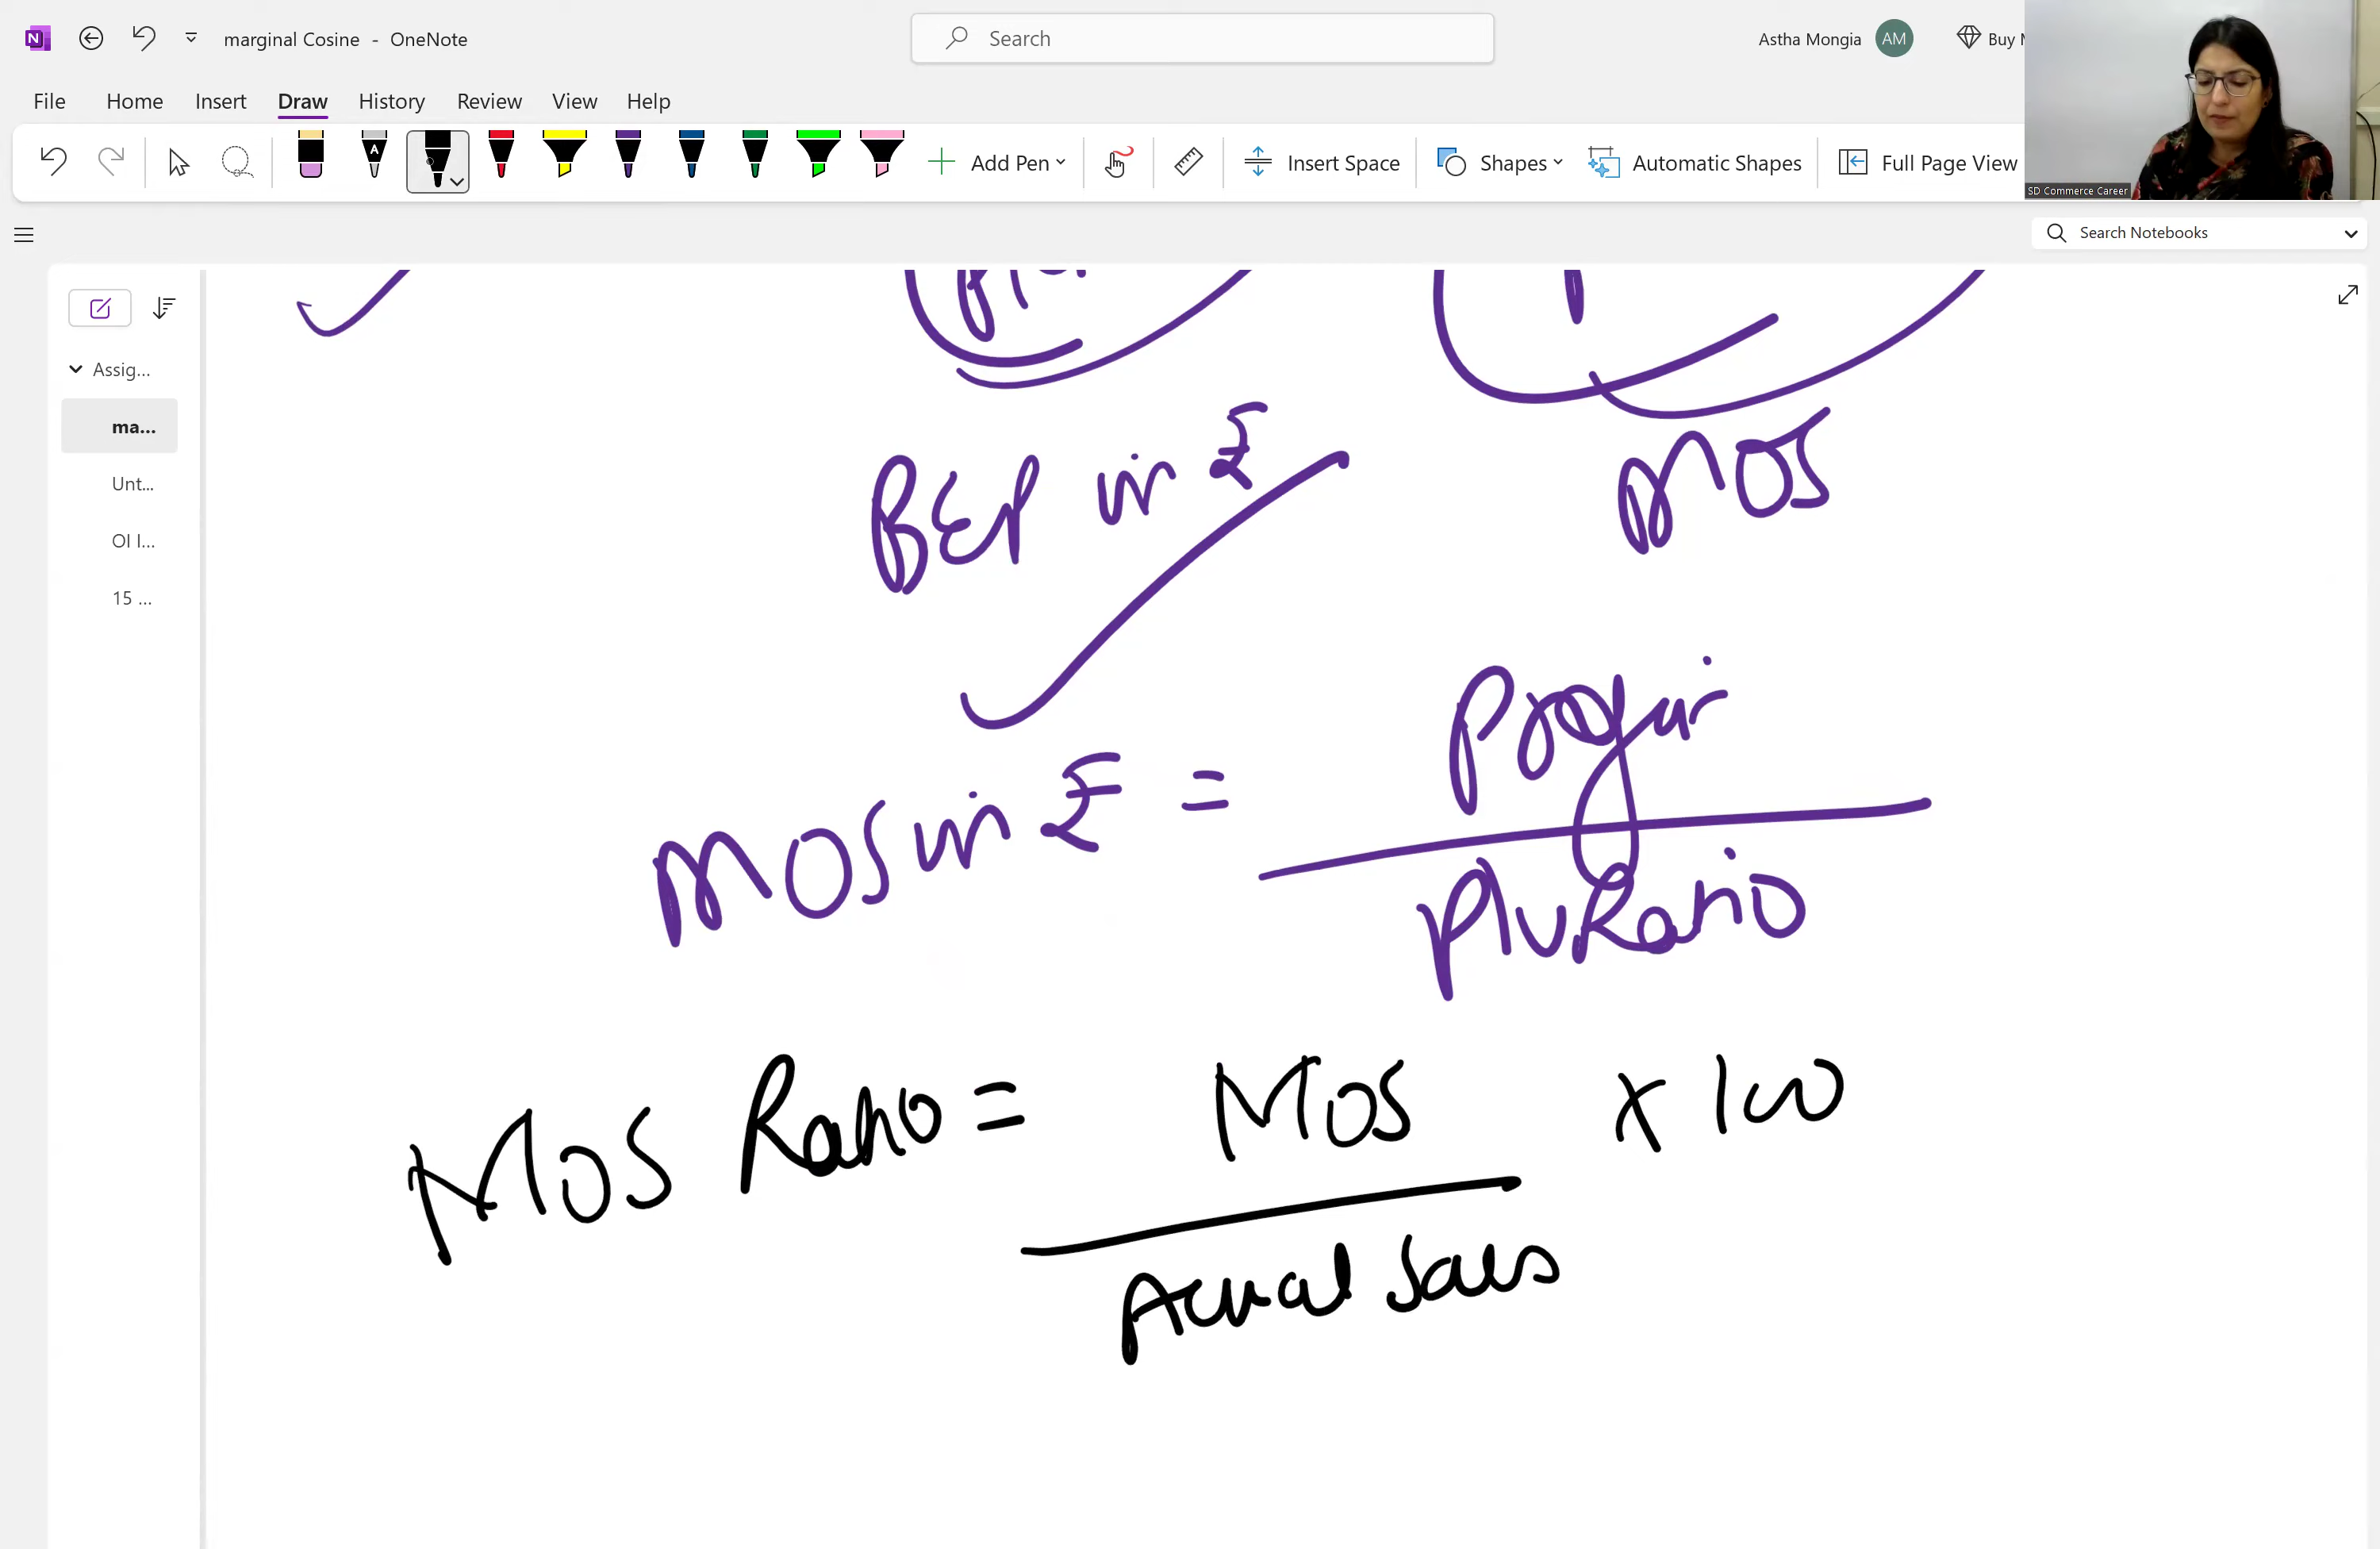 marginal Cosine - OneNote
Search
Astha Mongia AM Buy
File Home Insert Draw History Review View Help
A Add Pen Insert Space Shapes Automatic Shapes Full Page View
SD Commerce Career
Search Notebooks
Assig...
ma...
Unt...
OI I...
15 ...
BEP in ₹
MOS
MOS in ₹ = Profit
P/V Ratio
MOS Ratio = MOS x 100
Actual Sales